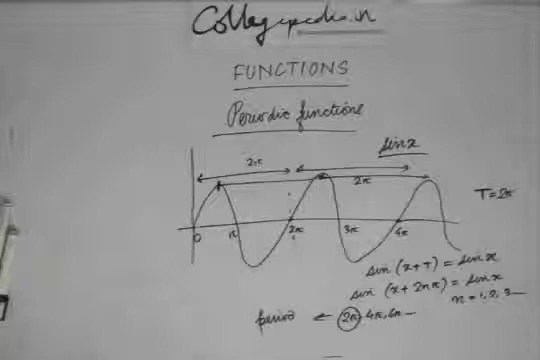 Collegepedia.in
FUNCTIONS
Periodic functions
sin x
2π
2π
T = 2π
0 π 2π 3π 4π
sin (x+T) = sin x
sin (x + 2nπ) = sin x
n = 1, 2, 3 —
period ← 2π, 4π, 6π —